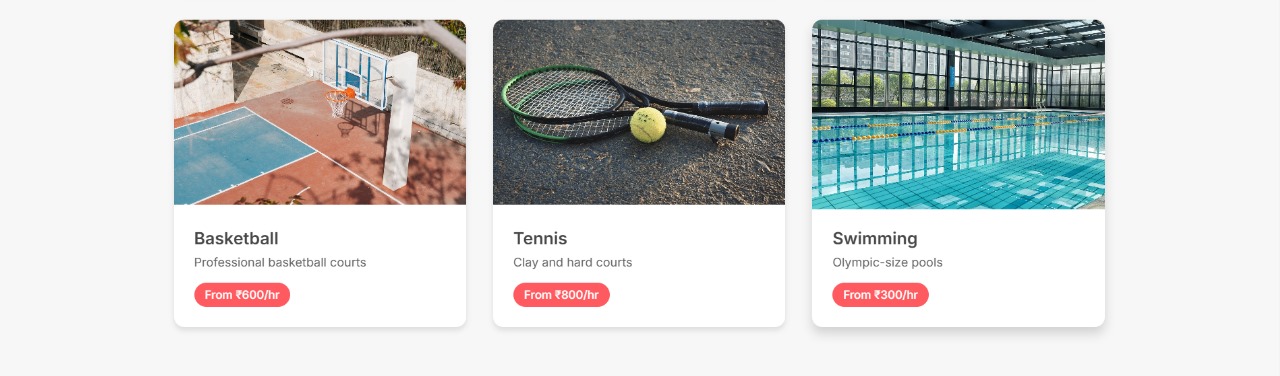 Basketball
Professional basketball courts
From ₹600/hr
Tennis
Clay and hard courts
From ₹800/hr
Swimming
Olympic-size pools
From ₹300/hr